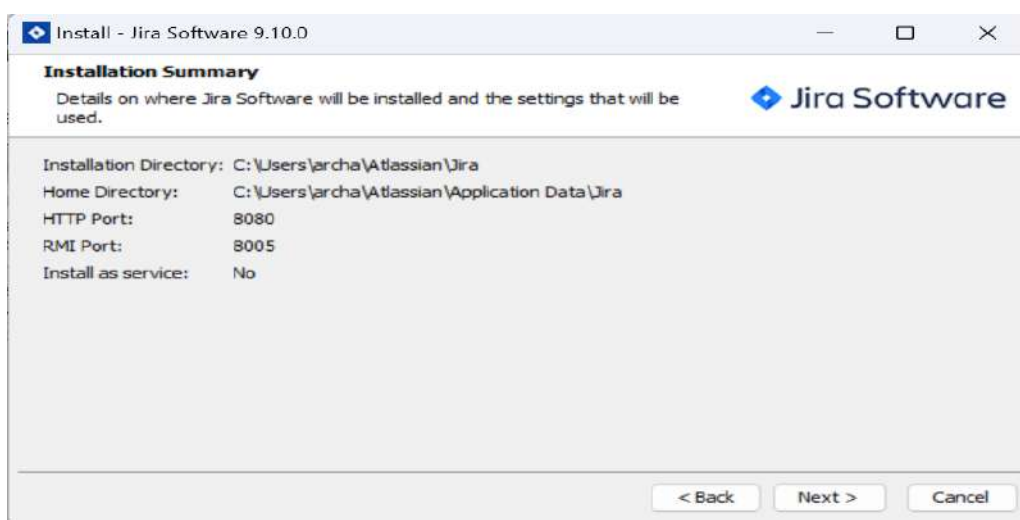 Install - Jira Software 9.10.0
Installation Summary
Details on where Jira Software will be installed and the settings that will be
used.
Jira Software
Installation Directory: C:\Users\archa\Atlassian\Jira
Home Directory: C:\Users\archa\Atlassian\Application Data\Jira
HTTP Port: 8080
RMI Port: 8005
Install as service: No
< Back Next > Cancel